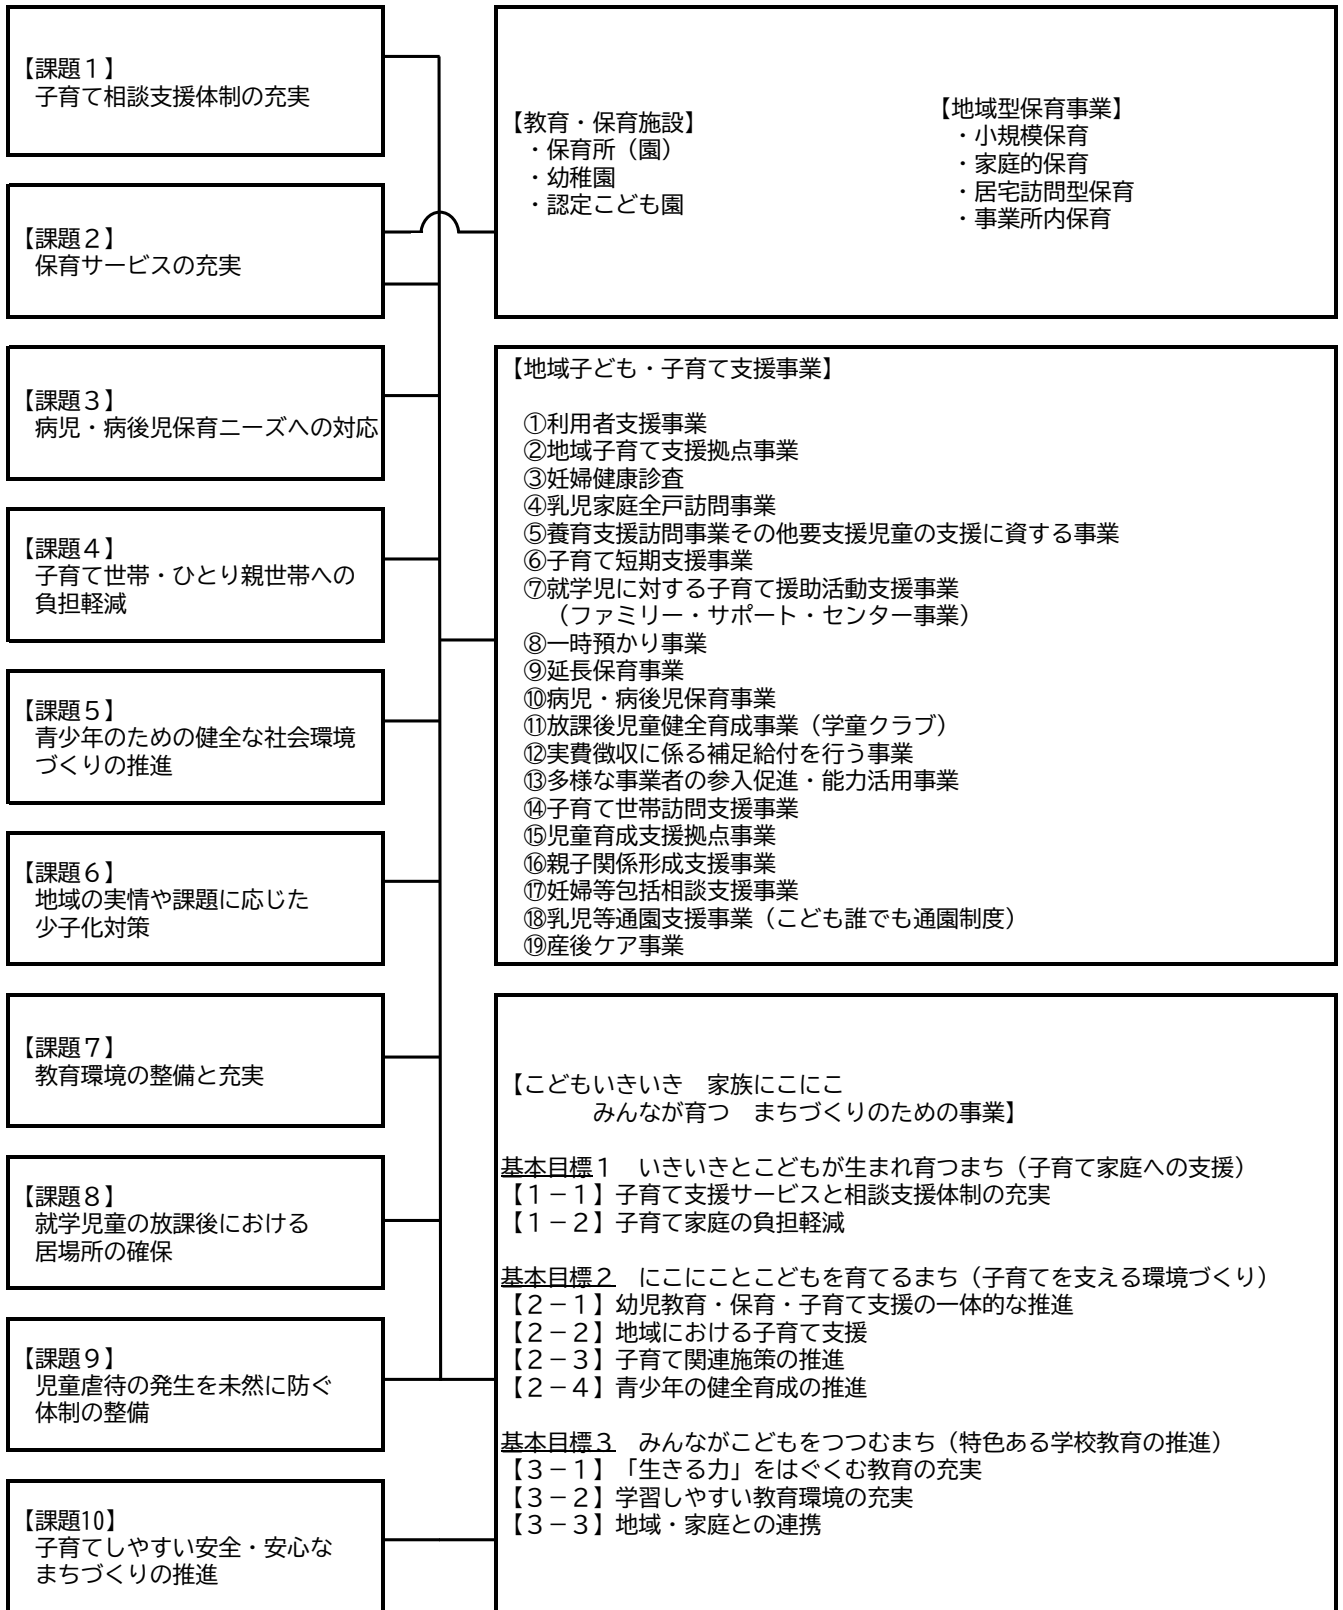 【課題１】
子育て相談支援体制の充実
【課題２】
保育サービスの充実
【課題３】
病児・病後児保育ニーズへの対応
【課題４】
子育て世帯・ひとり親世帯への
負担軽減
【課題５】
青少年のための健全な社会環境
づくりの推進
【課題６】
地域の実情や課題に応じた
少子化対策
【課題７】
教育環境の整備と充実
【課題８】
就学児童の放課後における
居場所の確保
【課題９】
児童虐待の発生を未然に防ぐ
体制の整備
【課題10】
子育てしやすい安全・安心な
まちづくりの推進
【教育・保育施設】
・保育所（園）
・幼稚園
・認定こども園
【地域型保育事業】
・小規模保育
・家庭的保育
・居宅訪問型保育
・事業所内保育
【地域子ども・子育て支援事業】
①利用者支援事業
②地域子育て支援拠点事業
③妊婦健康診査
④乳児家庭全戸訪問事業
⑤養育支援訪問事業その他要支援児童の支援に資する事業
⑥子育て短期支援事業
⑦就学児に対する子育て援助活動支援事業
（ファミリー・サポート・センター事業）
⑧一時預かり事業
⑨延長保育事業
⑩病児・病後児保育事業
⑪放課後児童健全育成事業（学童クラブ）
⑫実費徴収に係る補足給付を行う事業
⑬多様な事業者の参入促進・能力活用事業
⑭子育て世帯訪問支援事業
⑮児童育成支援拠点事業
⑯親子関係形成支援事業
⑰妊婦等包括相談支援事業
⑱乳児等通園支援事業（こども誰でも通園制度）
⑲産後ケア事業
【こどもいきいき　家族にこにこ
みんなが育つ　まちづくりのための事業】
基本目標１　いきいきとこどもが生まれ育つまち（子育て家庭への支援）
【１－１】子育て支援サービスと相談支援体制の充実
【１－２】子育て家庭の負担軽減
基本目標２　にこにことこどもを育てるまち（子育てを支える環境づくり）
【２－１】幼児教育・保育・子育て支援の一体的な推進
【２－２】地域における子育て支援
【２－３】子育て関連施策の推進
【２－４】青少年の健全育成の推進
基本目標３　みんながこどもをつつむまち（特色ある学校教育の推進）
【３－１】「生きる力」をはぐくむ教育の充実
【３－２】学習しやすい教育環境の充実
【３－３】地域・家庭との連携